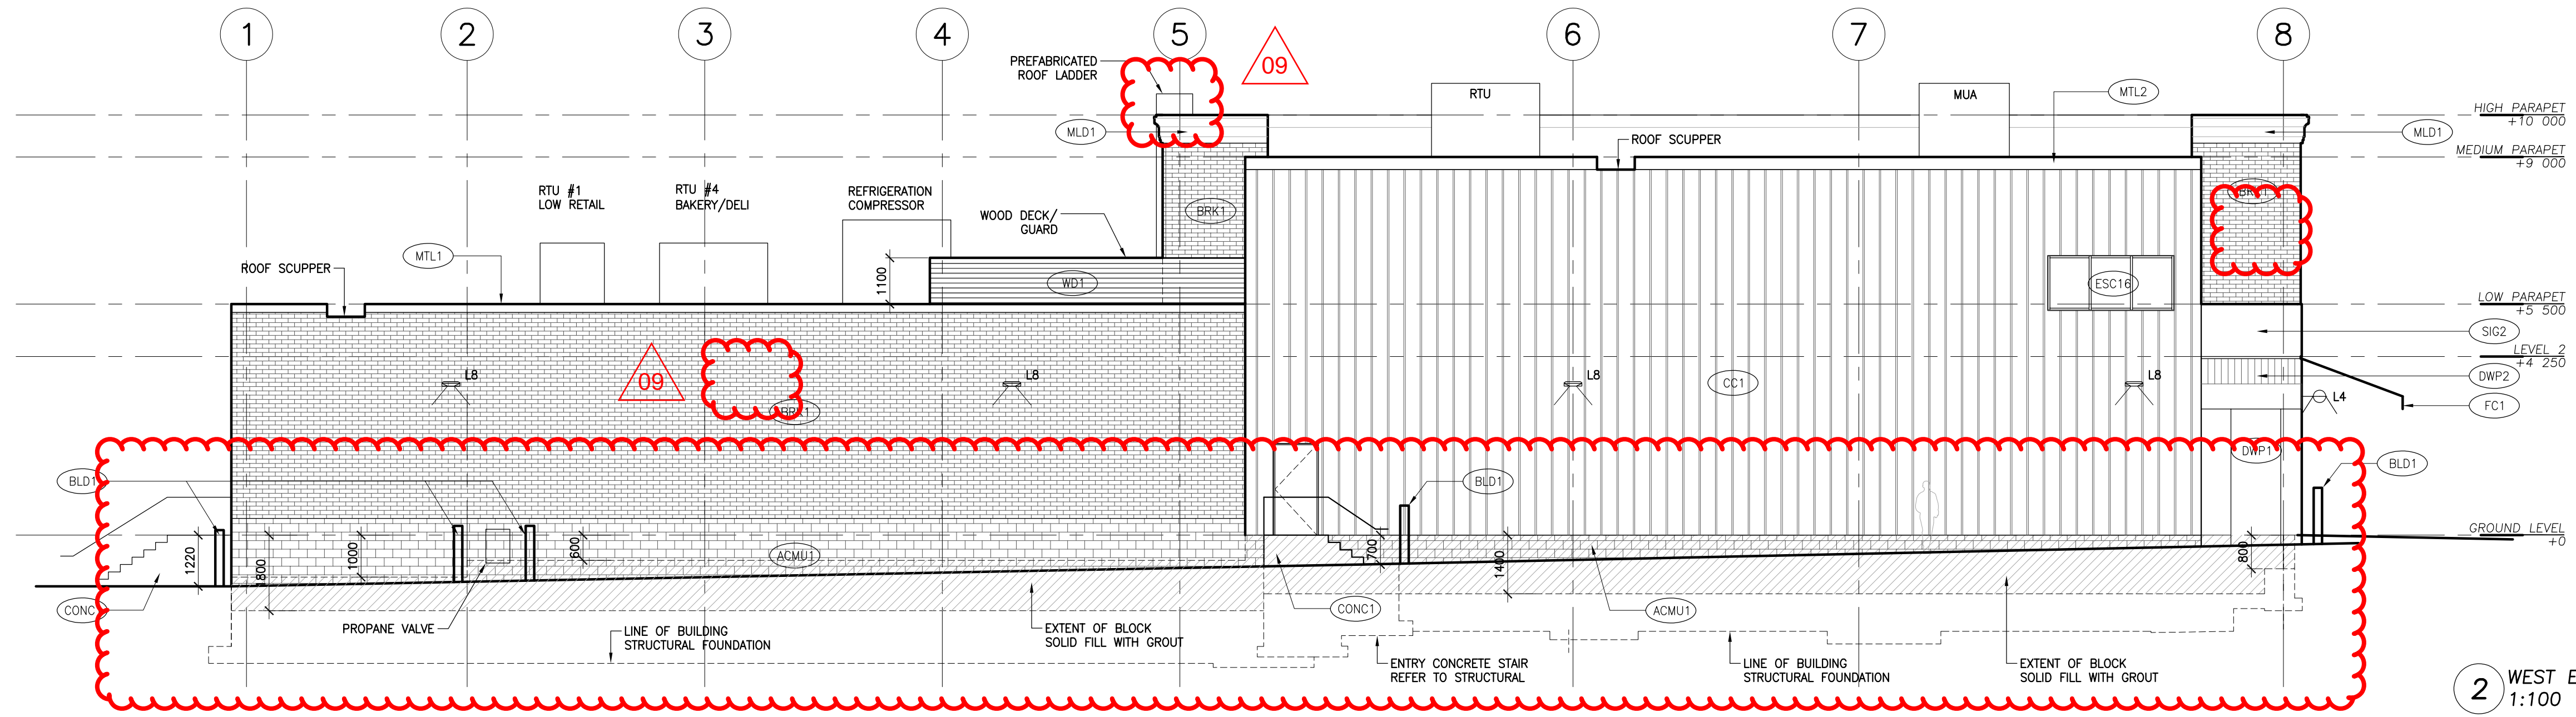 1
2
3
4
5
6
7
8
PREFABRICATED
ROOF LADDER
09
RTU
MUA
MTL2
HIGH PARAPET
+10 000
MLD1
ROOF SCUPPER
MLD1
MEDIUM PARAPET
+9 000
RTU #1
LOW RETAIL
RTU #4
BAKERY/DELI
REFRIGERATION
COMPRESSOR
WOOD DECK/
GUARD
BRK1
BRK1
MTL1
ROOF SCUPPER
1100
WD1
ESC16
LOW PARAPET
+5 500
SIG2
LEVEL 2
+4 250
09
L8
L8
L8
CC1
L8
DWP2
L4
FC1
BRK1
DWP1
BLD1
BLD1
BLD1
GROUND LEVEL
+0
1220
1800
1000
600
ACMU1
700
1400
800
CONC
CONC1
ACMU1
PROPANE VALVE
LINE OF BUILDING
STRUCTURAL FOUNDATION
EXTENT OF BLOCK
SOLID FILL WITH GROUT
ENTRY CONCRETE STAIR
REFER TO STRUCTURAL
LINE OF BUILDING
STRUCTURAL FOUNDATION
EXTENT OF BLOCK
SOLID FILL WITH GROUT
2
WEST E
1:100